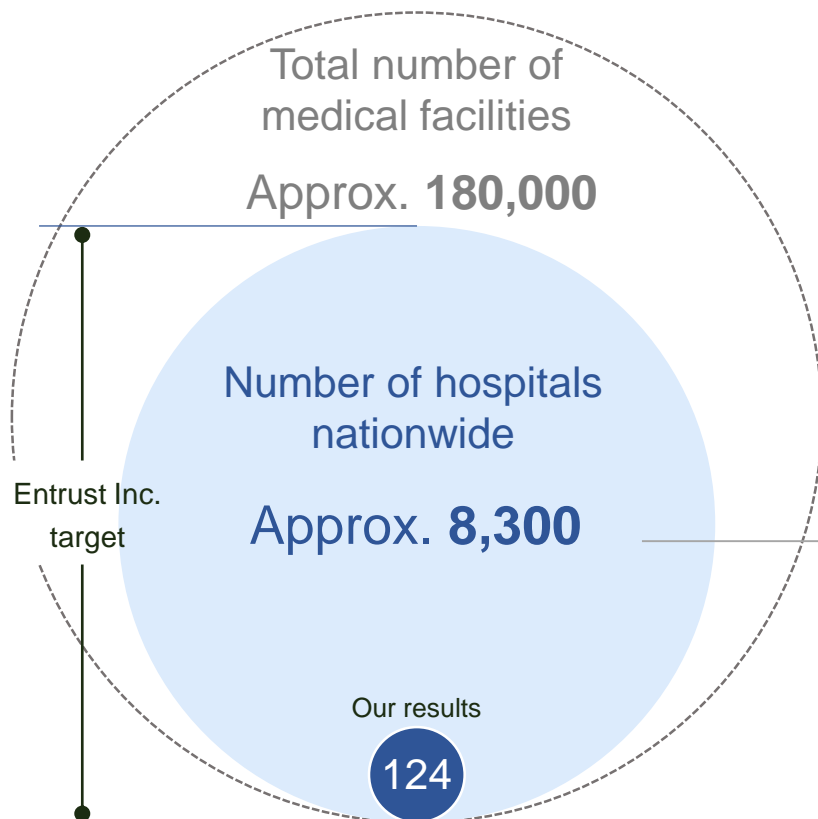 Total number of
medical facilities
Approx. 180,000
Number of hospitals
nationwide
Approx. 8,300
Entrust Inc.
target
Our results
124